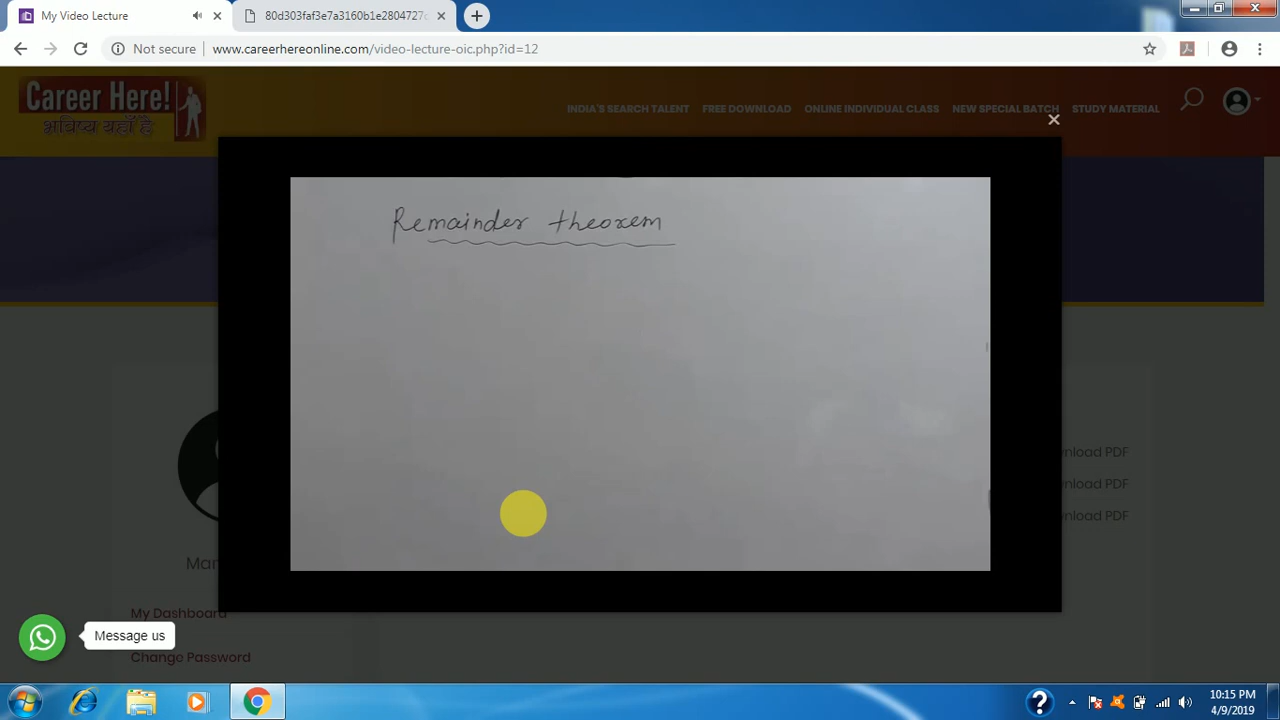 My Video Lecture
80d303faf3e7a3160b1e2804727c
Not secure
www.careerhereonline.com/video-lecture-oic.php?id=12
Career Here!
भविष्य यहाँ है
INDIA'S SEARCH TALENT
FREE DOWNLOAD
ONLINE INDIVIDUAL CLASS
NEW SPECIAL BATCH
STUDY MATERIAL
Remainder theorem
nload PDF
nload PDF
nload PDF
Mar
My Dashboard
Message us
Change Password
10:15 PM
4/9/2019